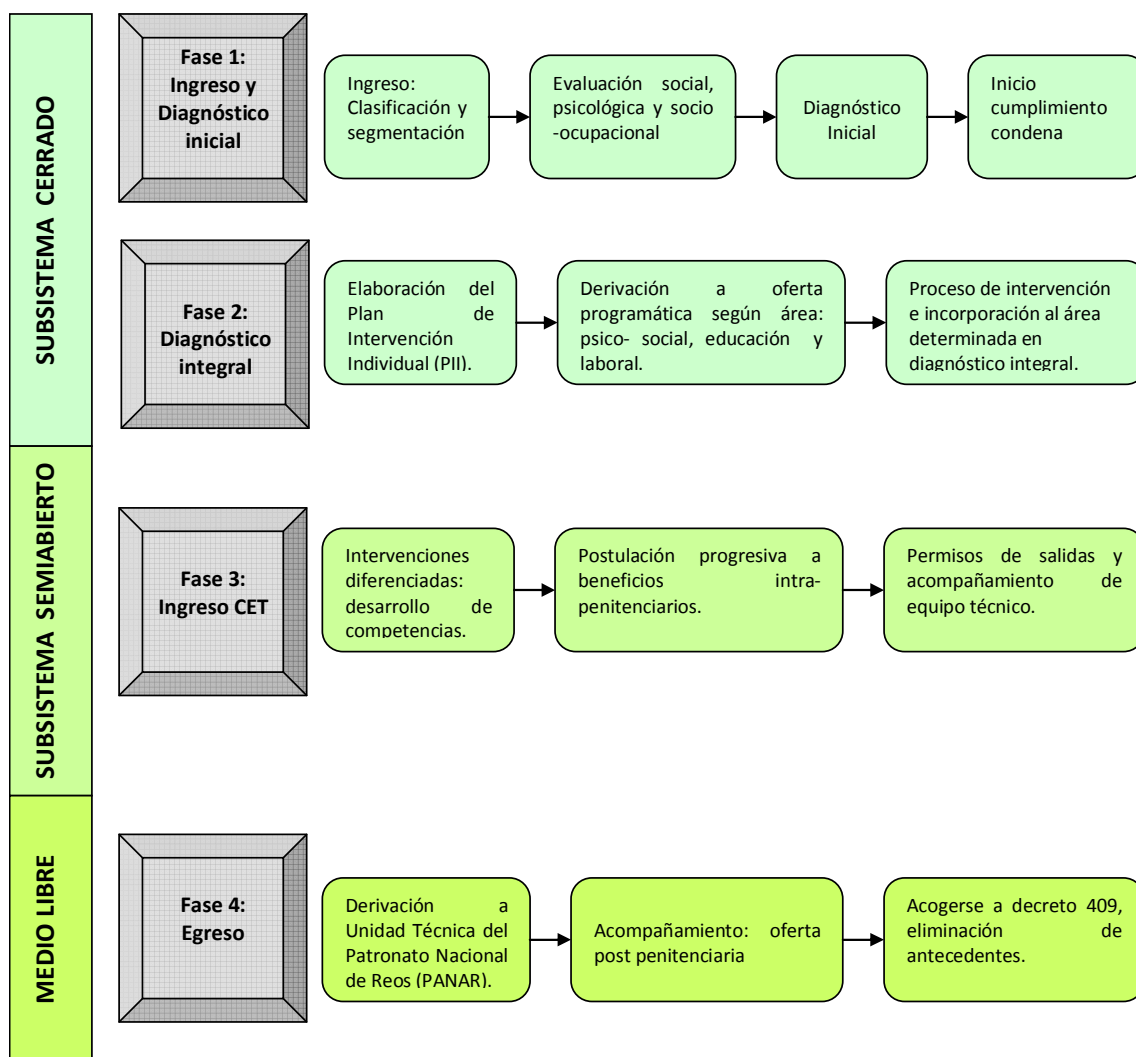 SUBSISTEMA CERRADO
Fase 1:
Ingreso y
Diagnóstico
inicial
Ingreso:
Clasificación y
segmentación
Evaluación social,
psicológica y socio
-ocupacional
Diagnóstico
Inicial
Inicio
cumplimiento
condena
Fase 2:
Diagnóstico
integral
Elaboración del
Plan de
Intervención
Individual (PII).
Derivación a oferta
programática según área:
psico- social, educación y
laboral.
Proceso de intervención
e incorporación al área
determinada en
diagnóstico integral.
SUBSISTEMA SEMIABIERTO
Fase 3:
Ingreso CET
Intervenciones
diferenciadas:
desarrollo de
competencias.
Postulación progresiva a
beneficios intra-
penitenciarios.
Permisos de salidas y
acompañamiento de
equipo técnico.
MEDIO LIBRE
Fase 4:
Egreso
Derivación a
Unidad Técnica del
Patronato Nacional
de Reos (PANAR).
Acompañamiento: oferta
post penitenciaria
Acogerse a decreto 409,
eliminación de
antecedentes.